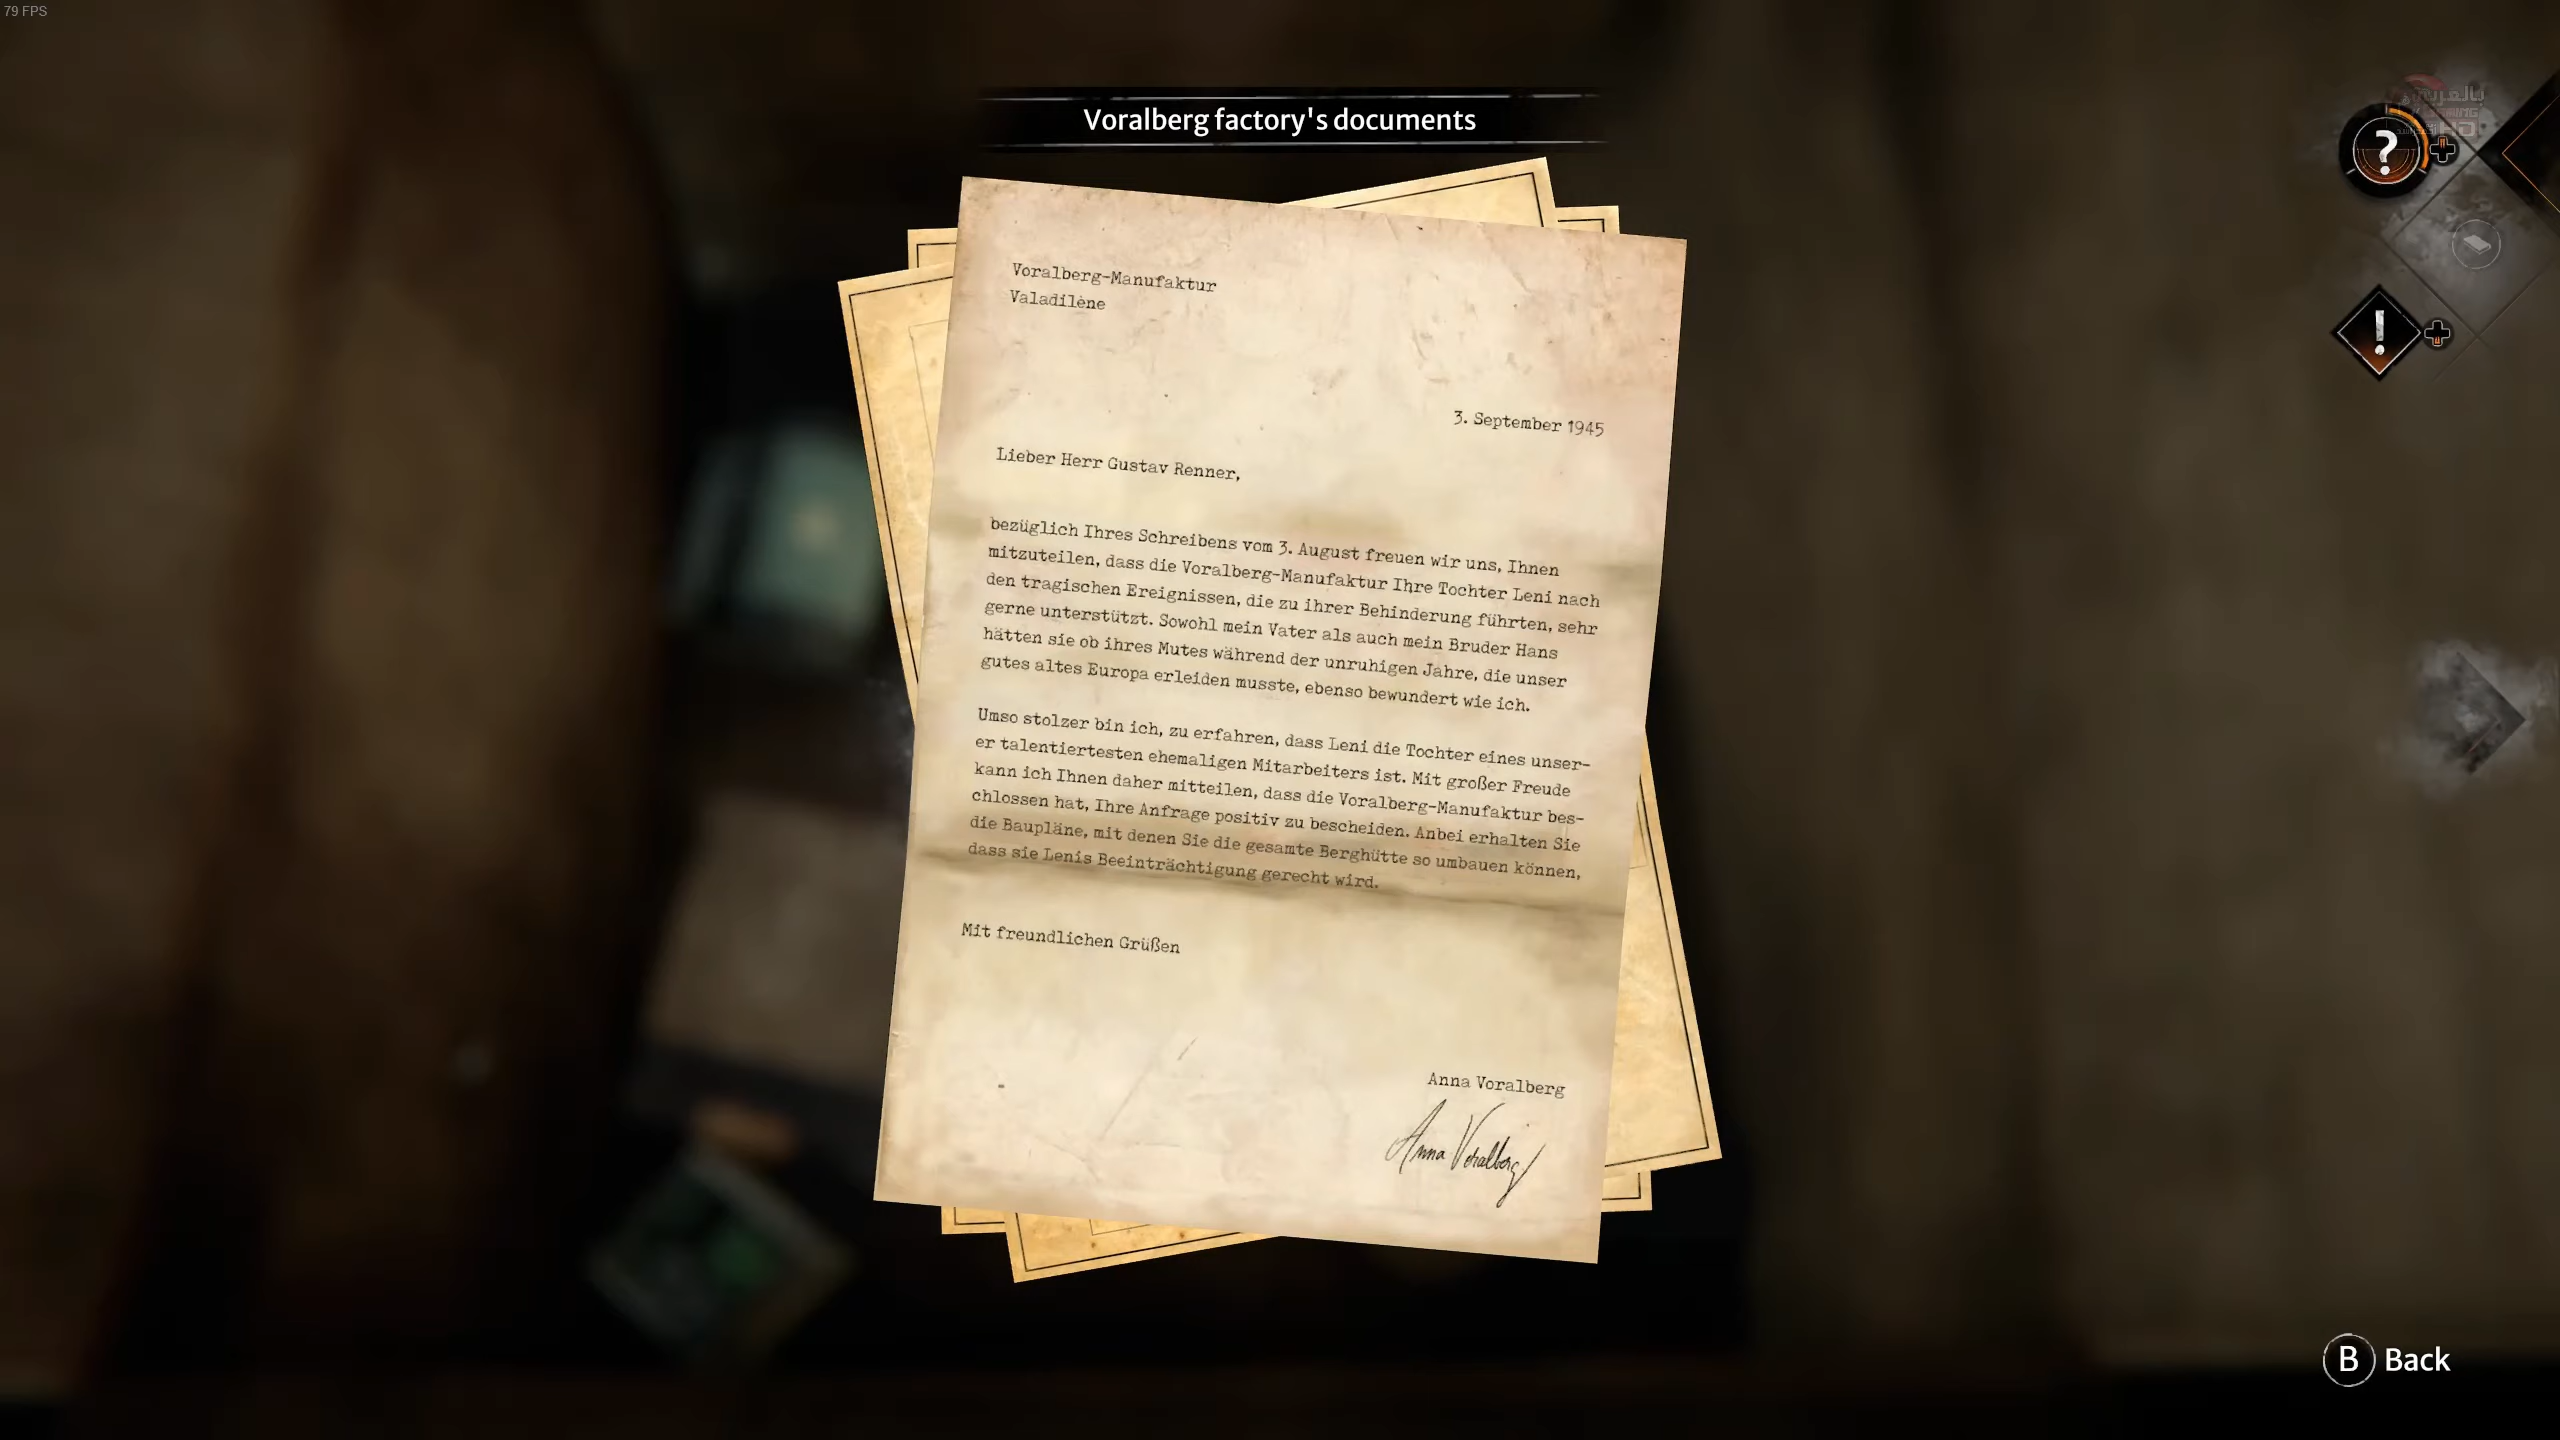 79 FPS
Voralberg factory's documents
بالعربي
HD
?
!
Voralberg-Manufaktur
Valadilène
3. September 1945
Lieber Herr Gustav Renner,
bezüglich Ihres Schreibens vom 3. August freuen wir uns, Ihnen
mitzuteilen, dass die Voralberg-Manufaktur Ihre Tochter Leni nach
den tragischen Ereignissen, die zu ihrer Behinderung führten, sehr
gerne unterstützt. Sowohl mein Vater als auch mein Bruder Hans
hätten sie ob ihres Mutes während der unruhigen Jahre, die unser
gutes altes Europa erleiden musste, ebenso bewundert wie ich.
Umso stolzer bin ich, zu erfahren, dass Leni die Tochter eines unser-
er talentiertesten ehemaligen Mitarbeiters ist. Mit großer Freude
kann ich Ihnen daher mitteilen, dass die Voralberg-Manufaktur bes-
chlossen hat, Ihre Anfrage positiv zu bescheiden. Anbei erhalten Sie
die Baupläne, mit denen Sie die gesamte Berghütte so umbauen können,
dass sie Lenis Beeinträchtigung gerecht wird.
Mit freundlichen Grüßen
Anna Voralberg
Anna Voralberg
B Back